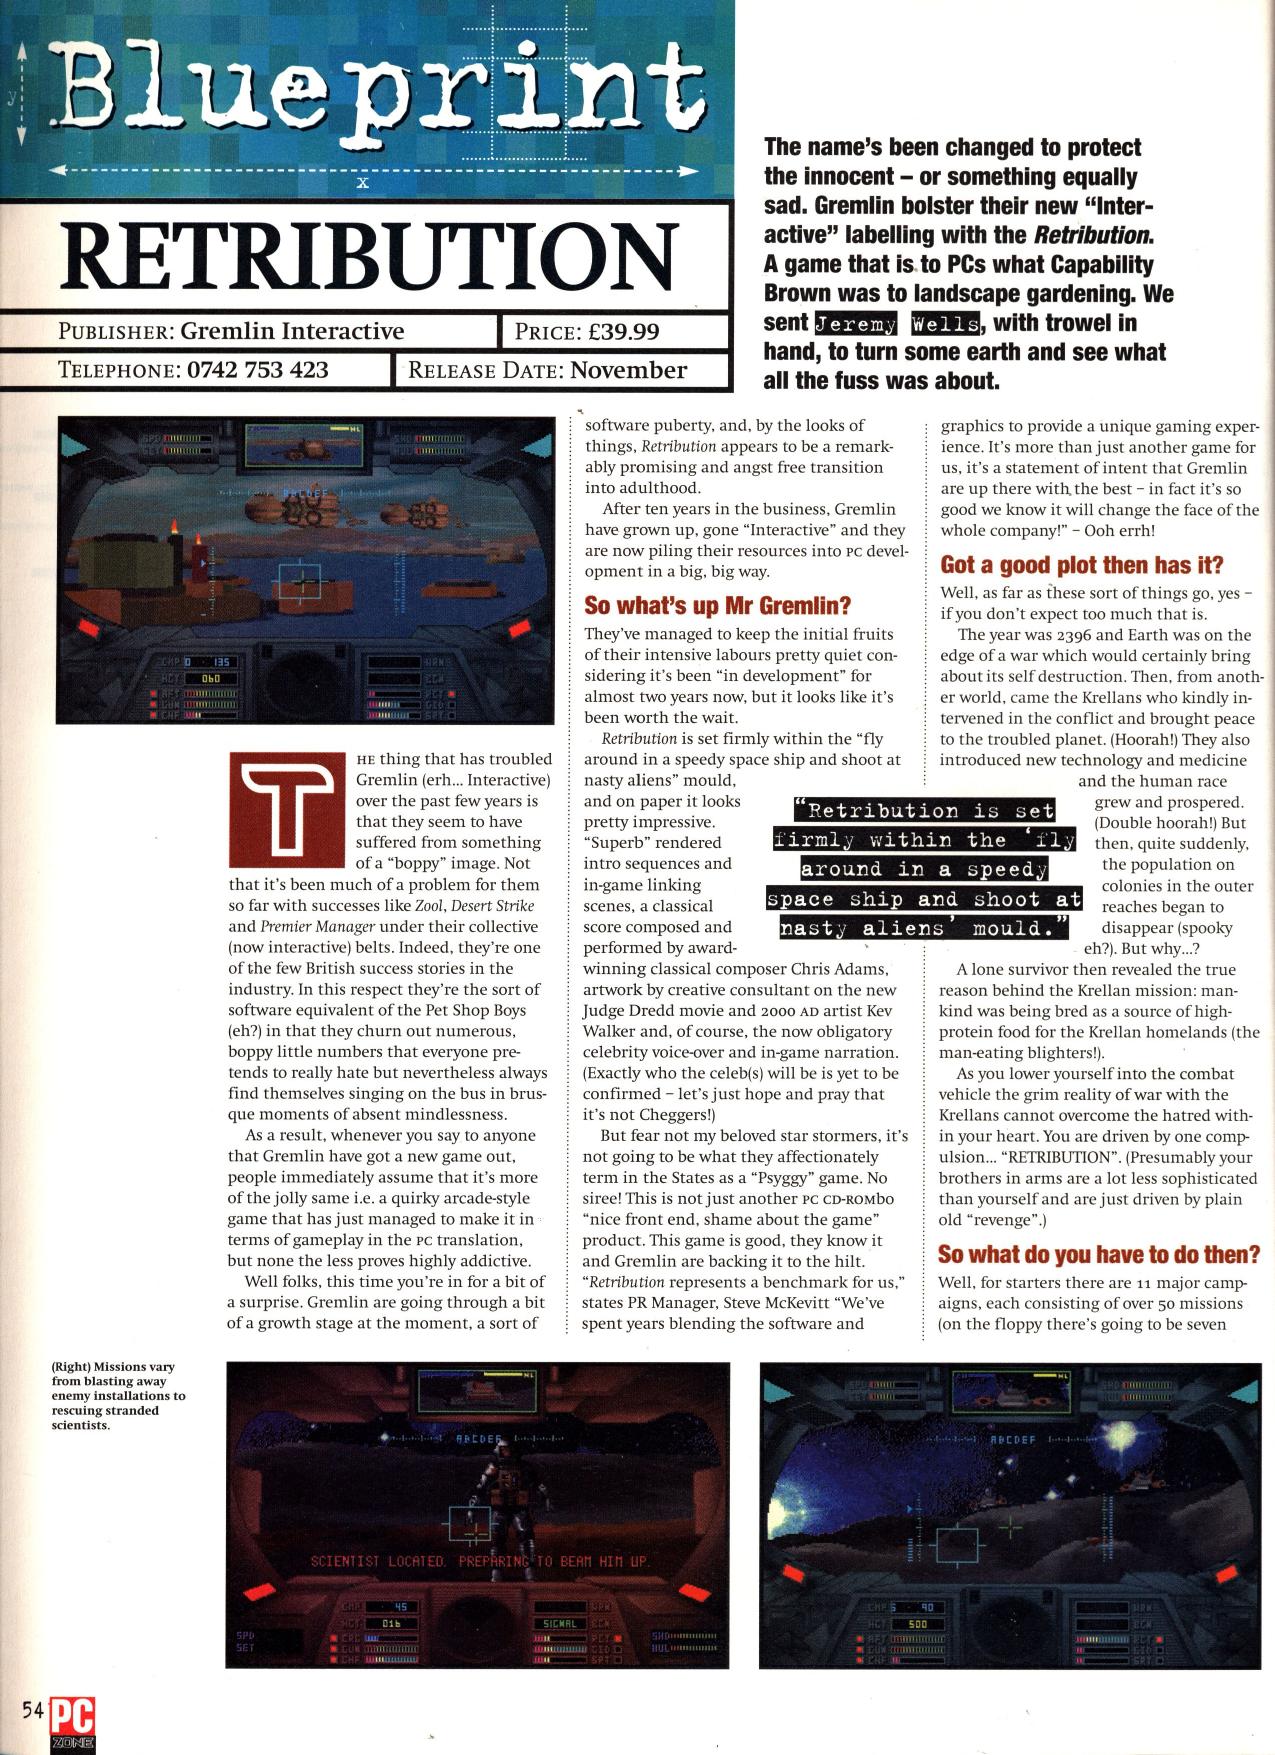 Blueprint
y
x
RETRIBUTION
PUBLISHER: Gremlin Interactive
PRICE: £39.99
TELEPHONE: 0742 753 423
RELEASE DATE: November
The name's been changed to protect
the innocent – or something equally
sad. Gremlin bolster their new "Inter-
active" labelling with the Retribution.
A game that is to PCs what Capability
Brown was to landscape gardening. We
sent Jeremy Wells, with trowel in
hand, to turn some earth and see what
all the fuss was about.
ABCDEF
135
060
THE thing that has troubled
Gremlin (erh... Interactive)
over the past few years is
that they seem to have
suffered from something
of a "boppy" image. Not
that it's been much of a problem for them
so far with successes like Zool, Desert Strike
and Premier Manager under their collective
(now interactive) belts. Indeed, they're one
of the few British success stories in the
industry. In this respect they're the sort of
software equivalent of the Pet Shop Boys
(eh?) in that they churn out numerous,
boppy little numbers that everyone pre-
tends to really hate but nevertheless always
find themselves singing on the bus in brus-
que moments of absent mindlessness.
As a result, whenever you say to anyone
that Gremlin have got a new game out,
people immediately assume that it's more
of the jolly same i.e. a quirky arcade-style
game that has just managed to make it in
terms of gameplay in the PC translation,
but none the less proves highly addictive.
Well folks, this time you're in for a bit of
a surprise. Gremlin are going through a bit
of a growth stage at the moment, a sort of
software puberty, and, by the looks of
things, Retribution appears to be a remark-
ably promising and angst free transition
into adulthood.
After ten years in the business, Gremlin
have grown up, gone "Interactive" and they
are now piling their resources into PC devel-
opment in a big, big way.
So what's up Mr Gremlin?
They've managed to keep the initial fruits
of their intensive labours pretty quiet con-
sidering it's been "in development" for
almost two years now, but it looks like it's
been worth the wait.
Retribution is set firmly within the "fly
around in a speedy space ship and shoot at
nasty aliens" mould,
and on paper it looks
pretty impressive.
"Superb" rendered
intro sequences and
in-game linking
scenes, a classical
score composed and
performed by award-
winning classical composer Chris Adams,
artwork by creative consultant on the new
Judge Dredd movie and 2000 AD artist Kev
Walker and, of course, the now obligatory
celebrity voice-over and in-game narration.
(Exactly who the celeb(s) will be is yet to be
confirmed – let's just hope and pray that
it's not Cheggers!)
But fear not my beloved star stormers, it's
not going to be what they affectionately
term in the States as a "Psyggy" game. No
siree! This is not just another PC CD-ROMbo
"nice front end, shame about the game"
product. This game is good, they know it
and Gremlin are backing it to the hilt.
"Retribution represents a benchmark for us,"
states PR Manager, Steve McKevitt "We've
spent years blending the software and
"Retribution is set
firmly within the 'fly
around in a speedy
space ship and shoot at
nasty aliens' mould."
graphics to provide a unique gaming exper-
ience. It's more than just another game for
us, it's a statement of intent that Gremlin
are up there with the best – in fact it's so
good we know it will change the face of the
whole company!" – Ooh errh!
Got a good plot then has it?
Well, as far as these sort of things go, yes –
if you don't expect too much that is.
The year was 2396 and Earth was on the
edge of a war which would certainly bring
about its self destruction. Then, from anoth-
er world, came the Krellans who kindly in-
tervened in the conflict and brought peace
to the troubled planet. (Hoorah!) They also
introduced new technology and medicine
and the human race
grew and prospered.
(Double hoorah!) But
then, quite suddenly,
the population on
colonies in the outer
reaches began to
disappear (spooky
eh?). But why...?
A lone survivor then revealed the true
reason behind the Krellan mission: man-
kind was being bred as a source of high-
protein food for the Krellan homelands (the
man-eating blighters!).
As you lower yourself into the combat
vehicle the grim reality of war with the
Krellans cannot overcome the hatred with-
in your heart. You are driven by one comp-
ulsion... "RETRIBUTION". (Presumably your
brothers in arms are a lot less sophisticated
than yourself and are just driven by plain
old "revenge".)
So what do you have to do then?
Well, for starters there are 11 major camp-
aigns, each consisting of over 50 missions
(on the floppy there's going to be seven
(Right) Missions vary
from blasting away
enemy installations to
rescuing stranded
scientists.
ABCDEF
SCIENTIST LOCATED. PREPARING TO BEAM HIM UP.
45
016
SIGNAL
SPD
SET
ABCDEF
90
500
54
PC
ZONE